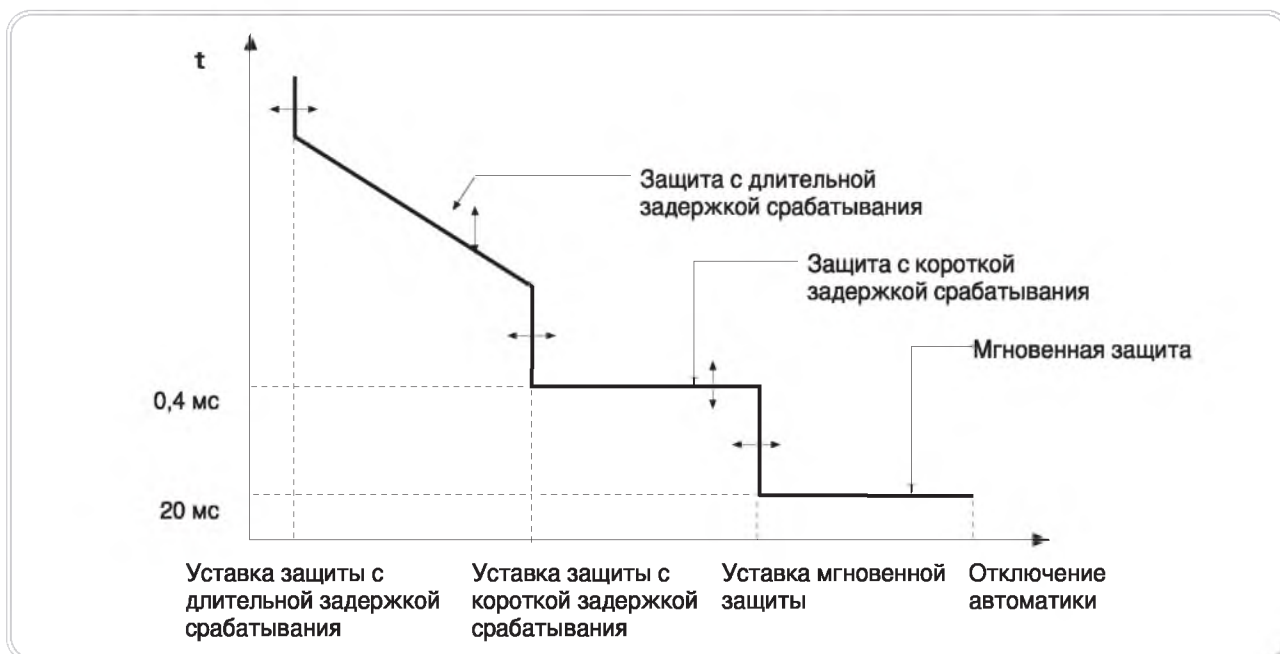 t
Защита с длительной
задержкой срабатывания
Защита с короткой
задержкой срабатывания
Мгновенная защита
0,4 мс
20 мс
Уставка защиты с
длительной задержкой
срабатывания
Уставка защиты с
короткой задержкой
срабатывания
Уставка мгновенной
защиты
Отключение
автоматики